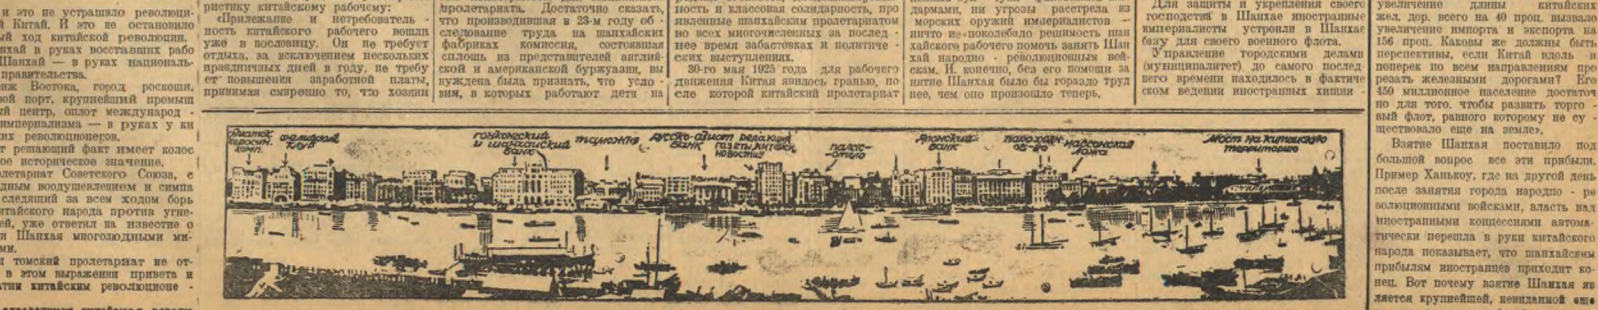 и это не устрашило революци-
й Китай. И это не остановило
ый ход китайской революции.
нхай в руках восставших рабо
Шанхай — в руках националь-
правительства.
иж Востока, город роскоши,
вой порт, крупнейший промыш
ый центр, оплот международ -
империализма — в руках у ки
ких революционеров.
т решающий факт имеет колос
ое историческое значение.
олетариат Советского Союза, с
дным воодушевлением и симпа
следящий за всем ходом борь
итайского народа против угне-
ей, уже ответил на известие о
и Шанхая многолюдными ми-
ми.
д томский пролетариат не от-
в этом выражении привета и
китайским революционе -
ристику китайскому рабочему:
«Прилежание и нетребователь -
ность китайского рабочего вошли
уже в пословицу. Он не требует
отдыха, за исключением нескольких
праздничных дней в году, не требу
ет повышения заработной платы,
принимая смиренно то, что хозяин
пролетариата. Достаточно сказать,
что производившая в 23-м году об -
следование труда на шанхайских
фабриках комиссия, состоявшая
сплошь из представителей англий-
ской и американской буржуазии, вы
нуждена была признать, что усло -
вия, в которых работают дети на
ность и классовая солидарность, про
явленные шанхайским пролетариатом
во всех многочисленных за послед -
нее время забастовках и политиче -
ских выступлениях.
30-го мая 1925 года для рабочего
движения Китая явилось гранью, по-
сле которой китайский пролетариат
дармами, ни угрозы расстрела из
морских оружий империалистов —
ничто не поколебало решимость шан
хайского рабочего помочь занять Шан
хай народно - революционным вой-
скам. И, конечно, без его помощи за
нятие Шанхая было бы гораздо труд
нее, чем оно произошло теперь.
Для защиты и укрепления своего
господства в Шанхае иностранные
империалисты устроили в Шанхае
базу для своего военного флота.
Управление городскими делами
(муниципалитет) до самого послед-
него времени находилось в фактиче
ском ведении иностранных хищни -
увеличение длины китайских
жел. дор. всего на 40 проц. вызвало
увеличение импорта и экспорта на
156 проц. Каковы же должны быть
перспективы, если Китай вдоль и
поперек по всем направлениям про
резать железными дорогами? Его
450 миллионное население достаточ
но для того, чтобы развить торго -
вый флот, равного которому не су -
ществовало еще на земле».
Взятие Шанхая поставило под
большой вопрос все эти прибыли.
Пример Ханькоу, где на другой день
после занятия города народно - ре
волюционными войсками, власть над
иностранными концессиями автома-
тически перешла в руки китайского
народа показывает, что шанхайским
прибылям иностранцев приходит ко-
нец. Вот почему взятие Шанхая яв
ляется крупнейшей, невиданной еще
азиатск.
керосин.
комп.
английский
клуб
гонконгский
и шанхайский
банк
таможня
русско-азиат
банк
редакция
газеты китайск.
новости
палас-
отель
Японский
банк
пароходн.
об-во
масонская
ложа
Мост на китайскую
территорию